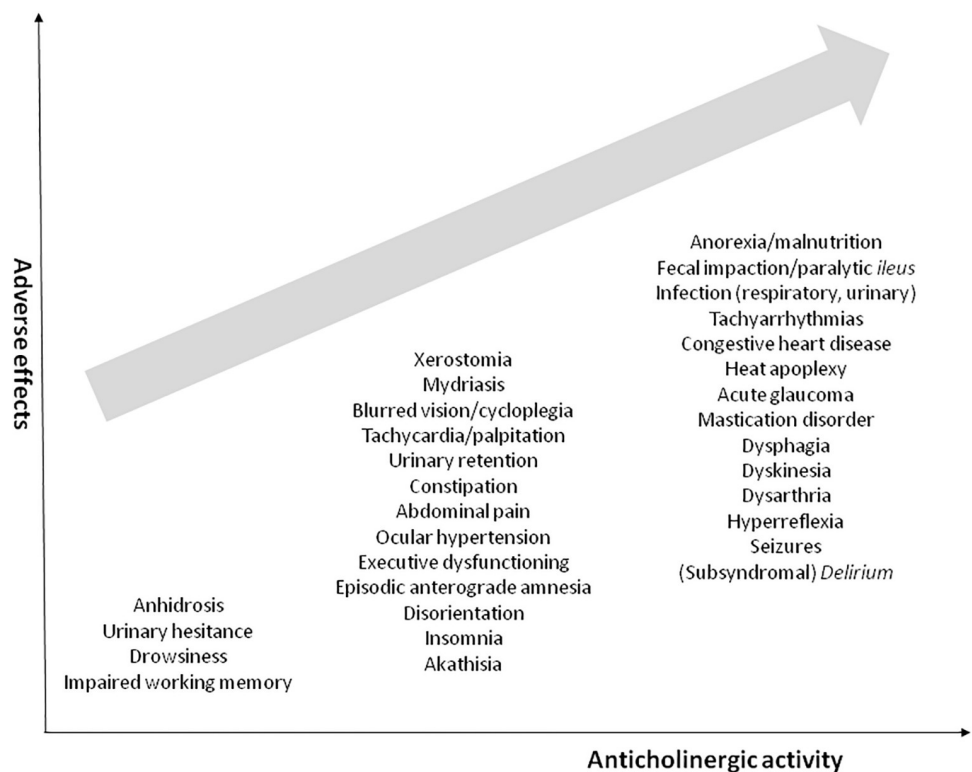 Adverse effects
Anhidrosis
Urinary hesitance
Drowsiness
Impaired working memory
Xerostomia
Mydriasis
Blurred vision/cycloplegia
Tachycardia/palpitation
Urinary retention
Constipation
Abdominal pain
Ocular hypertension
Executive dysfunctioning
Episodic anterograde amnesia
Disorientation
Insomnia
Akathisia
Anorexia/malnutrition
Fecal impaction/paralytic ileus
Infection (respiratory, urinary)
Tachyarrhythmias
Congestive heart disease
Heat apoplexy
Acute glaucoma
Mastication disorder
Dysphagia
Dyskinesia
Dysarthria
Hyperreflexia
Seizures
(Subsyndromal) Delirium
Anticholinergic activity